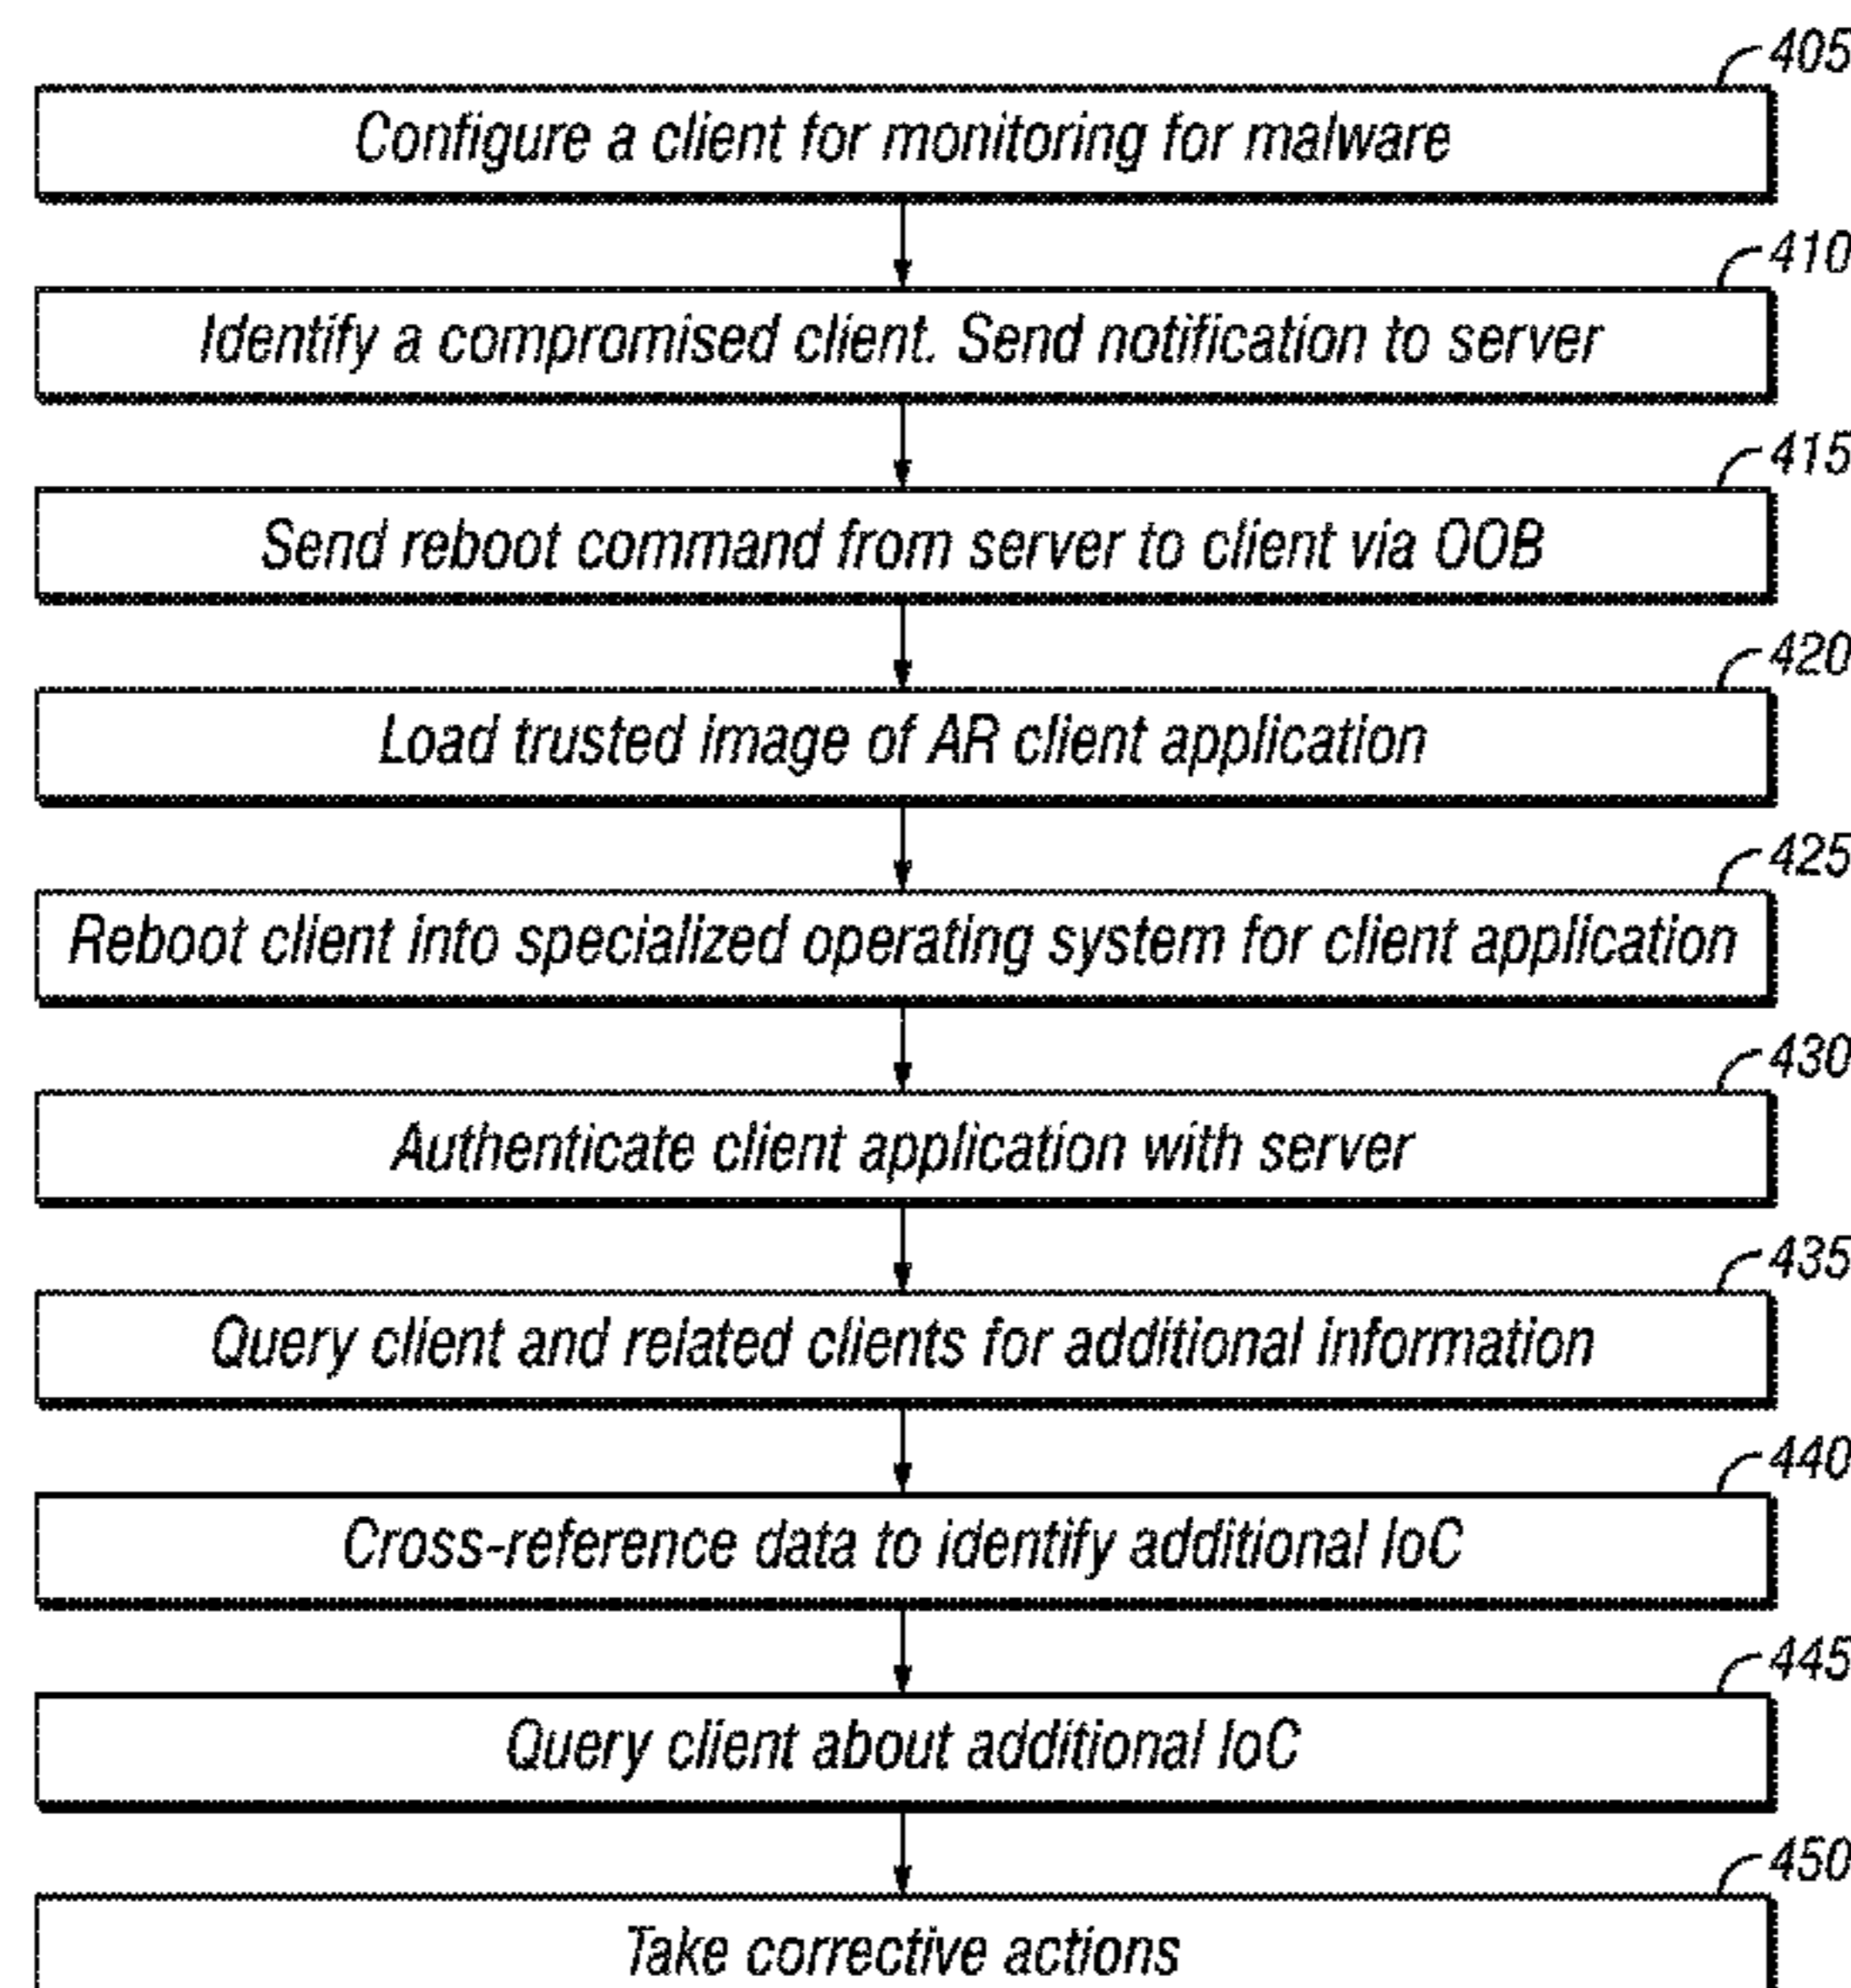 405
Configure a client for monitoring for malware
410
Identify a compromised client. Send notification to server
415
Send reboot command from server to client via OOB
420
Load trusted image of AR client application
425
Reboot client into specialized operating system for client application
430
Authenticate client application with server
435
Query client and related clients for additional information
440
Cross-reference data to identify additional IoC
445
Query client about additional IoC
450
Take corrective actions